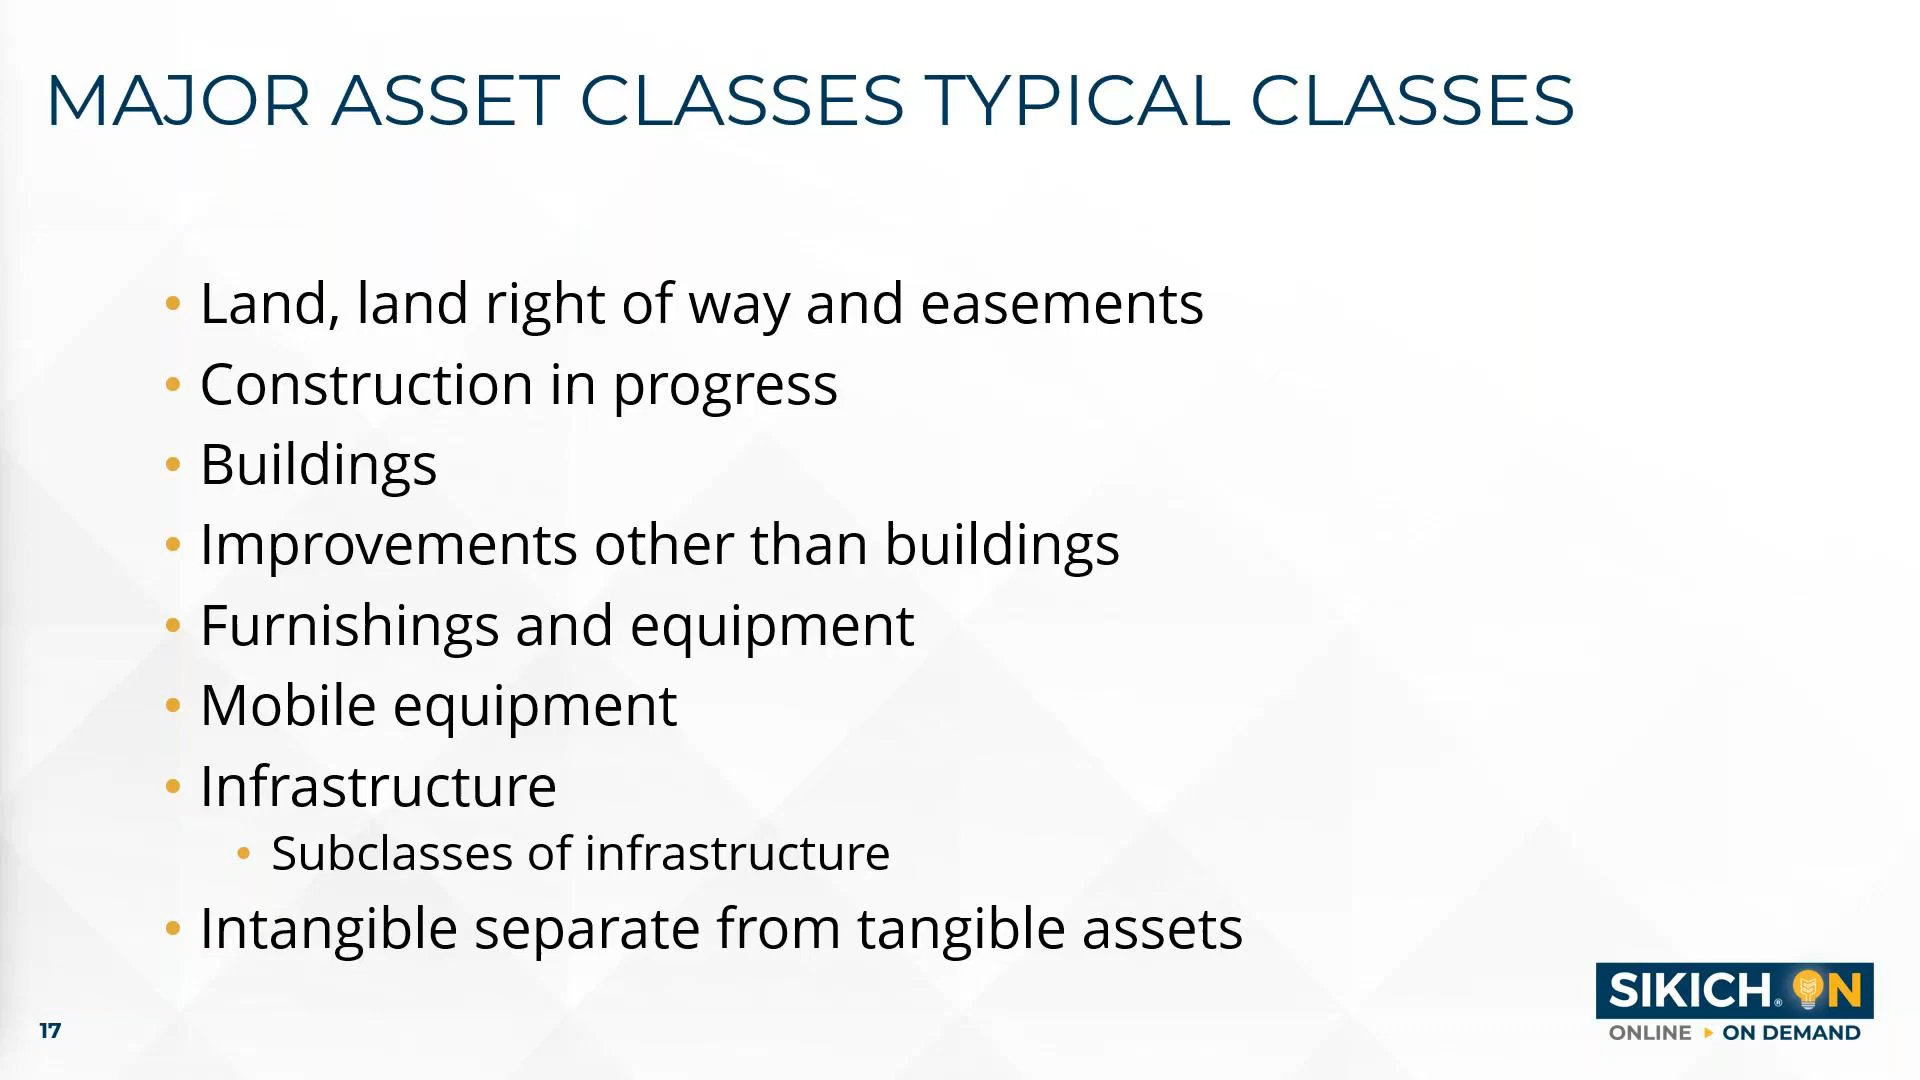 MAJOR ASSET CLASSES TYPICAL CLASSES
• Land, land right of way and easements
• Construction in progress
• Buildings
• Improvements other than buildings
• Furnishings and equipment
• Mobile equipment
• Infrastructure
• Subclasses of infrastructure
• Intangible separate from tangible assets
SIKICH® ON
ONLINE ▸ ON DEMAND
17